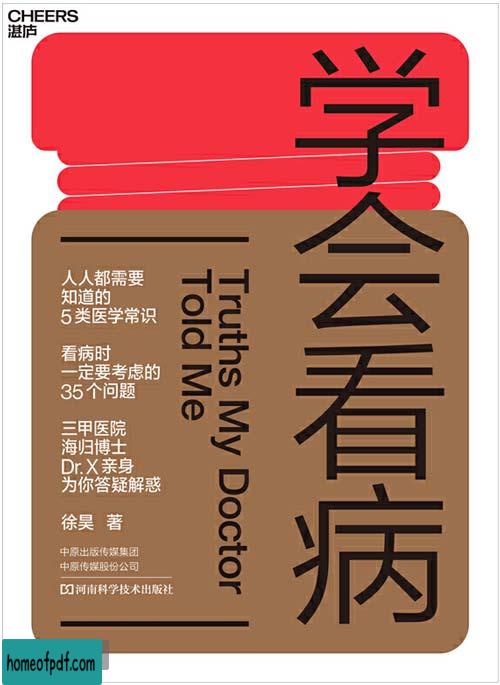 CHEERS
湛庐
学会看病
Truths My Doctor
Told Me
人人都需要
知道的
5类医学常识
看病时
一定要考虑的
35个问题
三甲医院
海归博士
Dr.X亲身
为你答疑解惑
徐昊 著
中原出版传媒集团
中原传媒股份公司
河南科学技术出版社
homeofpdf.com